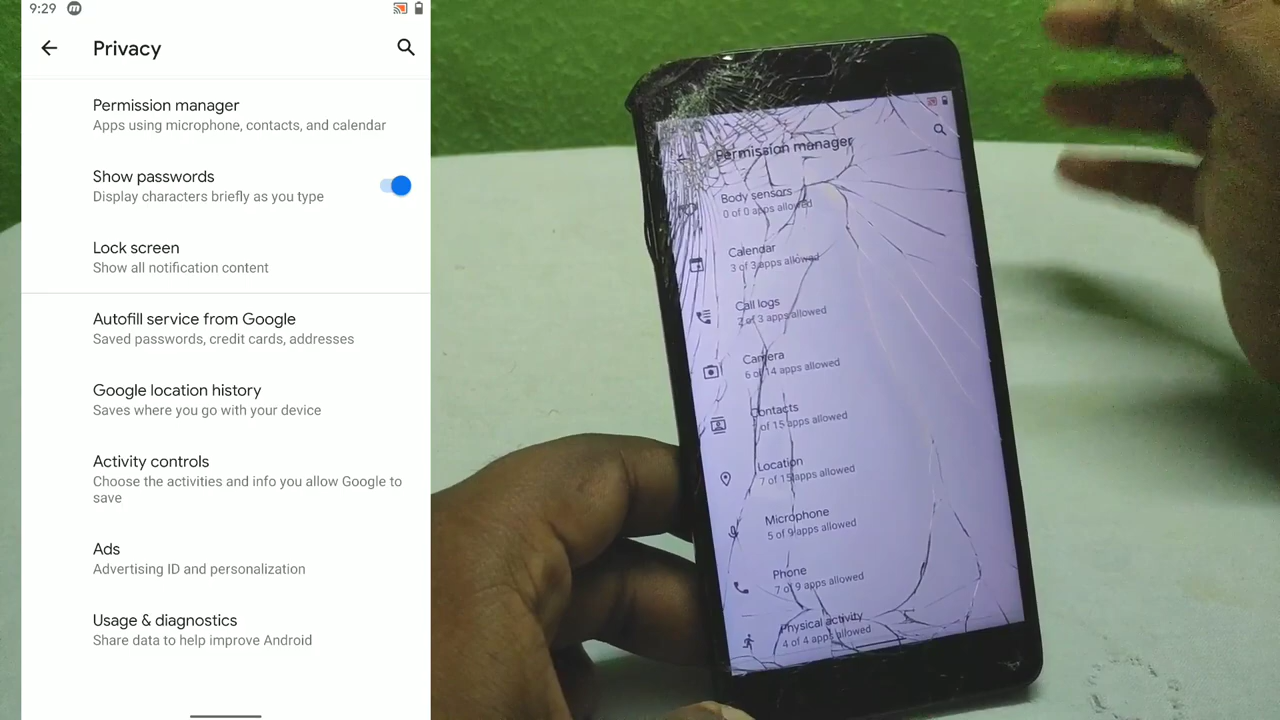 9:29
Privacy
Permission manager
Apps using microphone, contacts, and calendar
Show passwords
Display characters briefly as you type
Lock screen
Show all notification content
Autofill service from Google
Saved passwords, credit cards, addresses
Google location history
Saves where you go with your device
Activity controls
Choose the activities and info you allow Google to
save
Ads
Advertising ID and personalization
Usage & diagnostics
Share data to help improve Android
Permission manager
Body sensors
0 of 0 apps allowed
Calendar
3 of 3 apps allowed
Call logs
2 of 3 apps allowed
Camera
6 of 14 apps allowed
Contacts
of 15 apps allowed
Location
7 of 15 apps allowed
Microphone
5 of 9 apps allowed
Phone
7 of 9 apps allowed
Physical activity
4 of 4 apps allowed